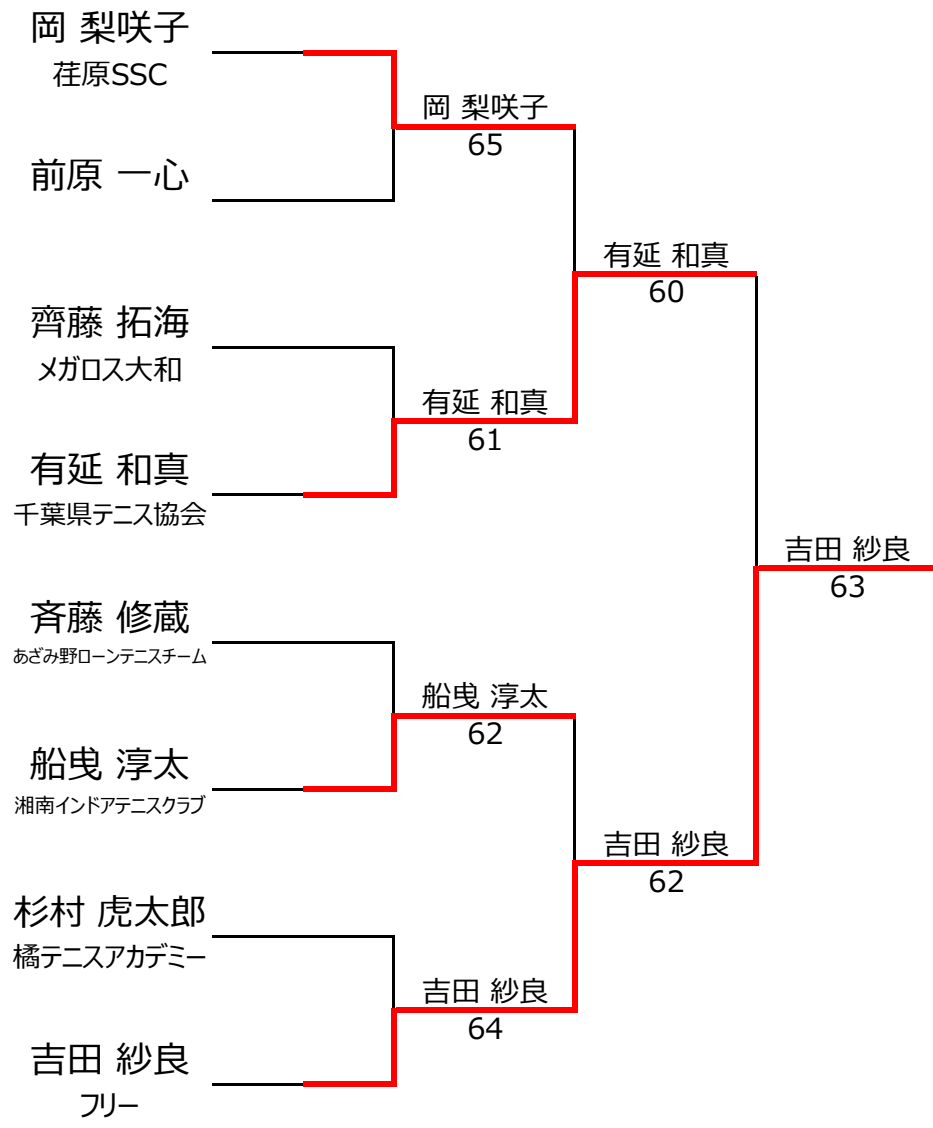 岡 梨咲子
荏原SSC
前原 一心
齊藤 拓海
メガロス大和
有延 和真
千葉県テニス協会
斉藤 修蔵
あざみ野ローンテニスチーム
船曵 淳太
湘南インドアテニスクラブ
杉村 虎太郎
橘テニスアカデミー
吉田 紗良
フリー
岡 梨咲子
65
有延 和真
61
船曵 淳太
62
吉田 紗良
64
有延 和真
60
吉田 紗良
62
吉田 紗良
63